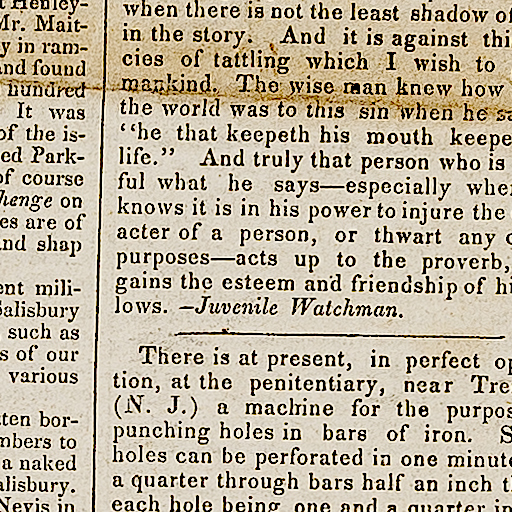 t Henley-
Mr. Mait-
y in ram-
and found
hundred
It was
of the is-
ed Park-
of course
henge on
es are of
and shap
ent mili-
Salisbury
such as
s of our
various
tten bor-
mbers to
a naked
alisbury.
Nevis in
when there is not the least shadow of
in the story. And it is against thi
cies of tattling which I wish to
mankind. The wise man knew how
the world was to this sin when he sa
"he that keepeth his mouth keepe
life." And truly that person who is
ful what he says—especially whe
knows it is in his power to injure the
acter of a person, or thwart any o
purposes—acts up to the proverb,
gains the esteem and friendship of hi
lows. —Juvenile Watchman.
There is at present, in perfect op
tion, at the penitentiary, near Tre
(N. J.) a machine for the purpos
punching holes in bars of iron. S
holes can be perforated in one minute
a quarter through bars half an inch t
each hole being one and a quarter in